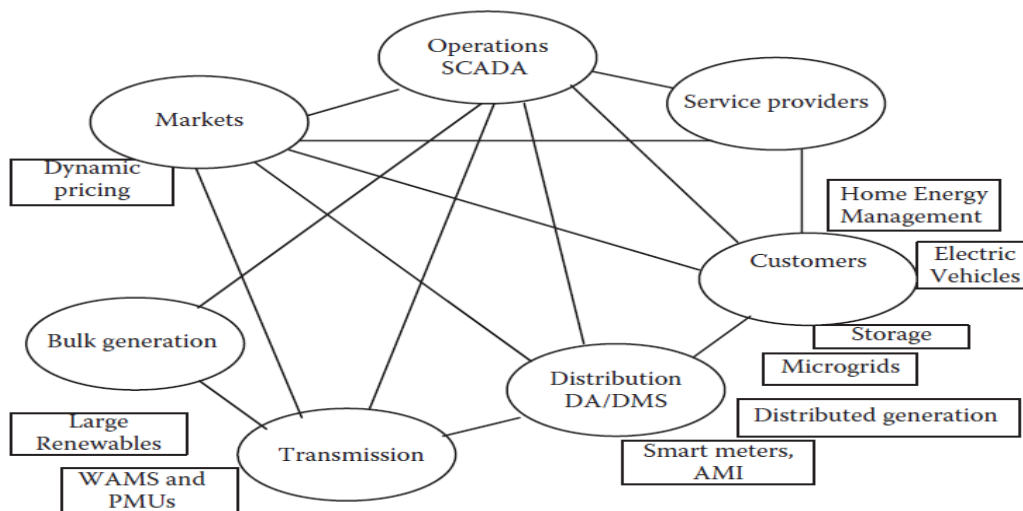 Operations
SCADA
Service providers
Markets
Dynamic
pricing
Home Energy
Management
Customers
Electric
Vehicles
Storage
Bulk generation
Microgrids
Distribution
DA/DMS
Distributed generation
Large
Renewables
Transmission
Smart meters,
AMI
WAMS and
PMUs